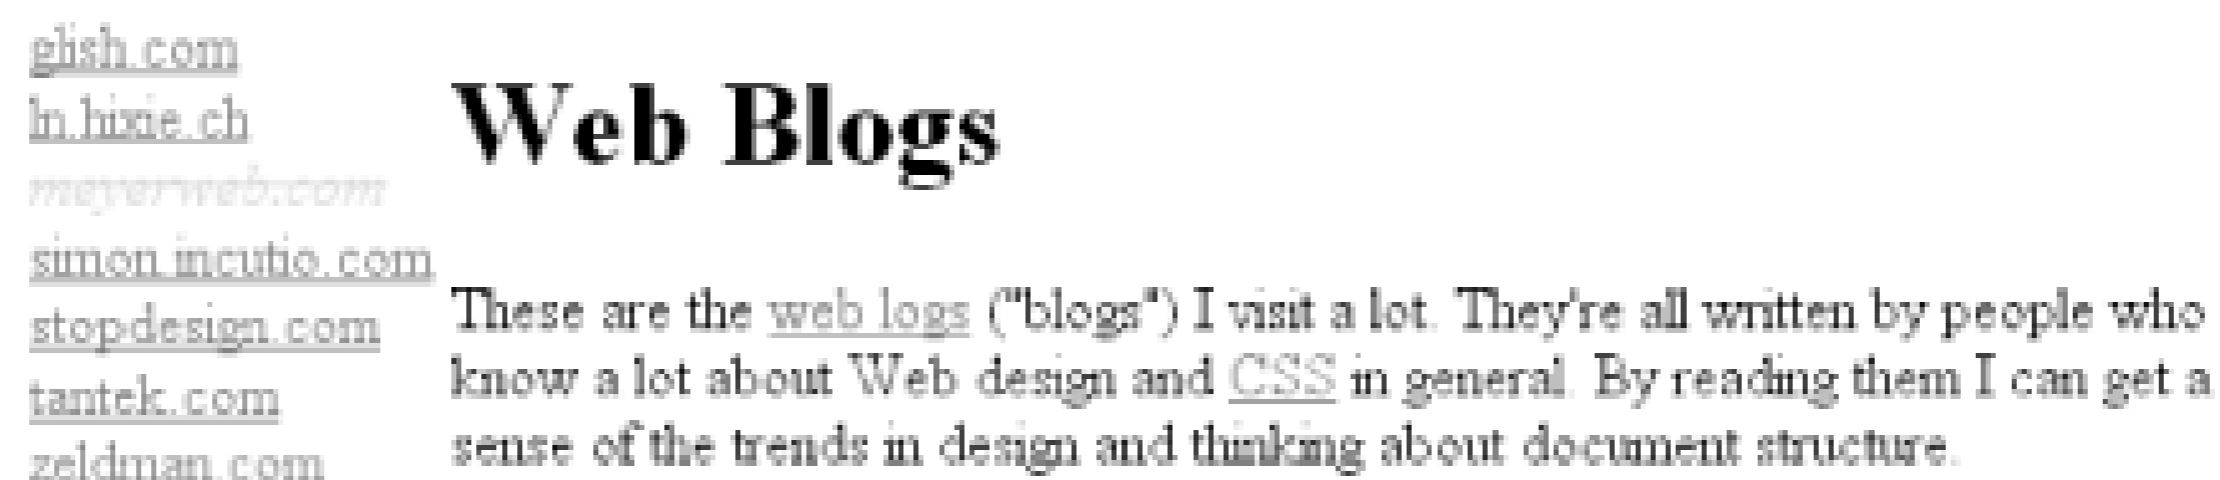 glish.com
ln.hixie.ch
meyerweb.com
simon.incutio.com
stopdesign.com
tantek.com
zeldman.com
Web Blogs
These are the web logs ("blogs") I visit a lot. They're all written by people who
know a lot about Web design and CSS in general. By reading them I can get a
sense of the trends in design and thinking about document structure.